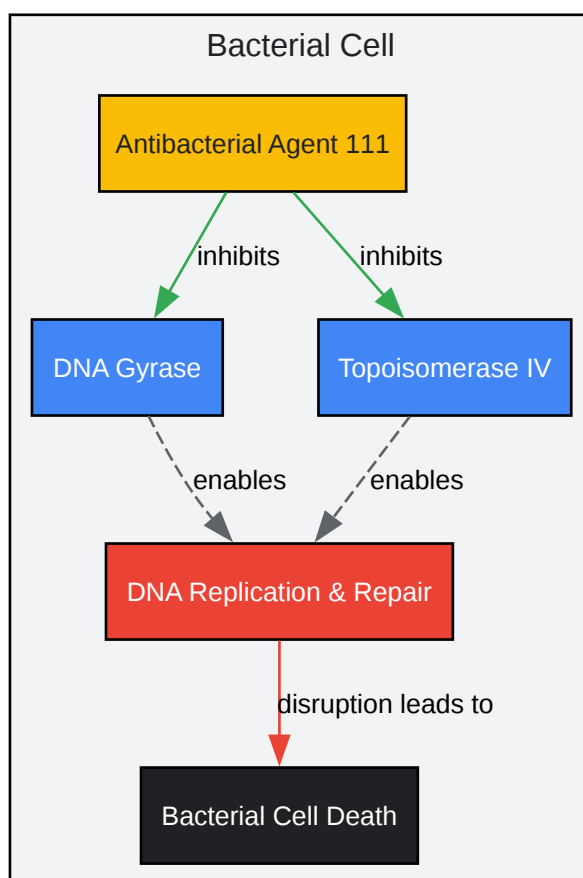 Bacterial Cell
Antibacterial Agent 111
inhibits
inhibits
DNA Gyrase
Topoisomerase IV
enables
enables
DNA Replication & Repair
disruption leads to
Bacterial Cell Death